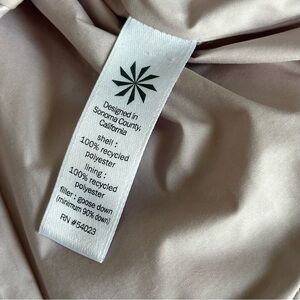 Designed in
Sonoma County,
California
shell :
100% recycled
polyester
lining :
100% recycled
polyester
filler : goose down
(minimum 90% down)
RN #54023